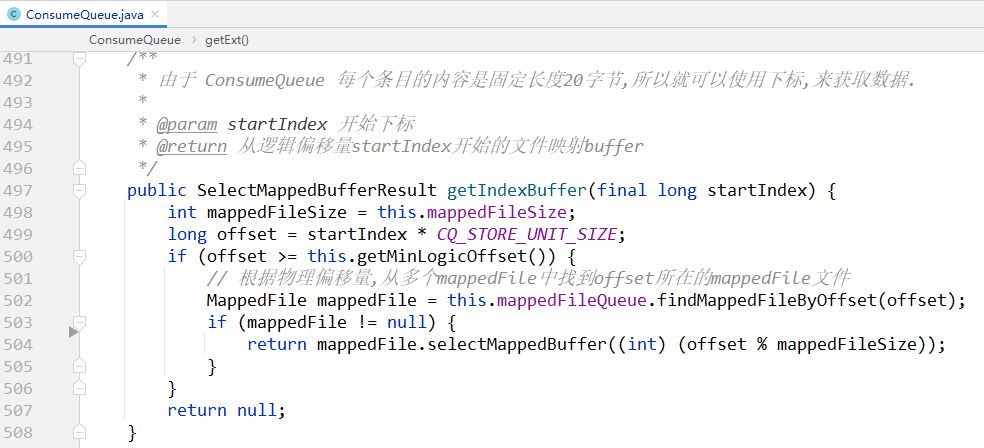 ConsumeQueue.java
ConsumeQueue > getExt()
491 /**
492 * 由于 ConsumeQueue 每个条目的内容是固定长度20字节,所以就可以使用下标,来获取数据.
493 *
494 * @param startIndex 开始下标
495 * @return 从逻辑偏移量startIndex开始的文件映射buffer
496 */
497 public SelectMappedBufferResult getIndexBuffer(final long startIndex) {
498 int mappedFileSize = this.mappedFileSize;
499 long offset = startIndex * CQ_STORE_UNIT_SIZE;
500 if (offset >= this.getMinLogicOffset()) {
501 // 根据物理偏移量,从多个mappedFile中找到offset所在的mappedFile文件
502 MappedFile mappedFile = this.mappedFileQueue.findMappedFileByOffset(offset);
503 if (mappedFile != null) {
504 return mappedFile.selectMappedBuffer((int) (offset % mappedFileSize));
505 }
506 }
507 return null;
508 }